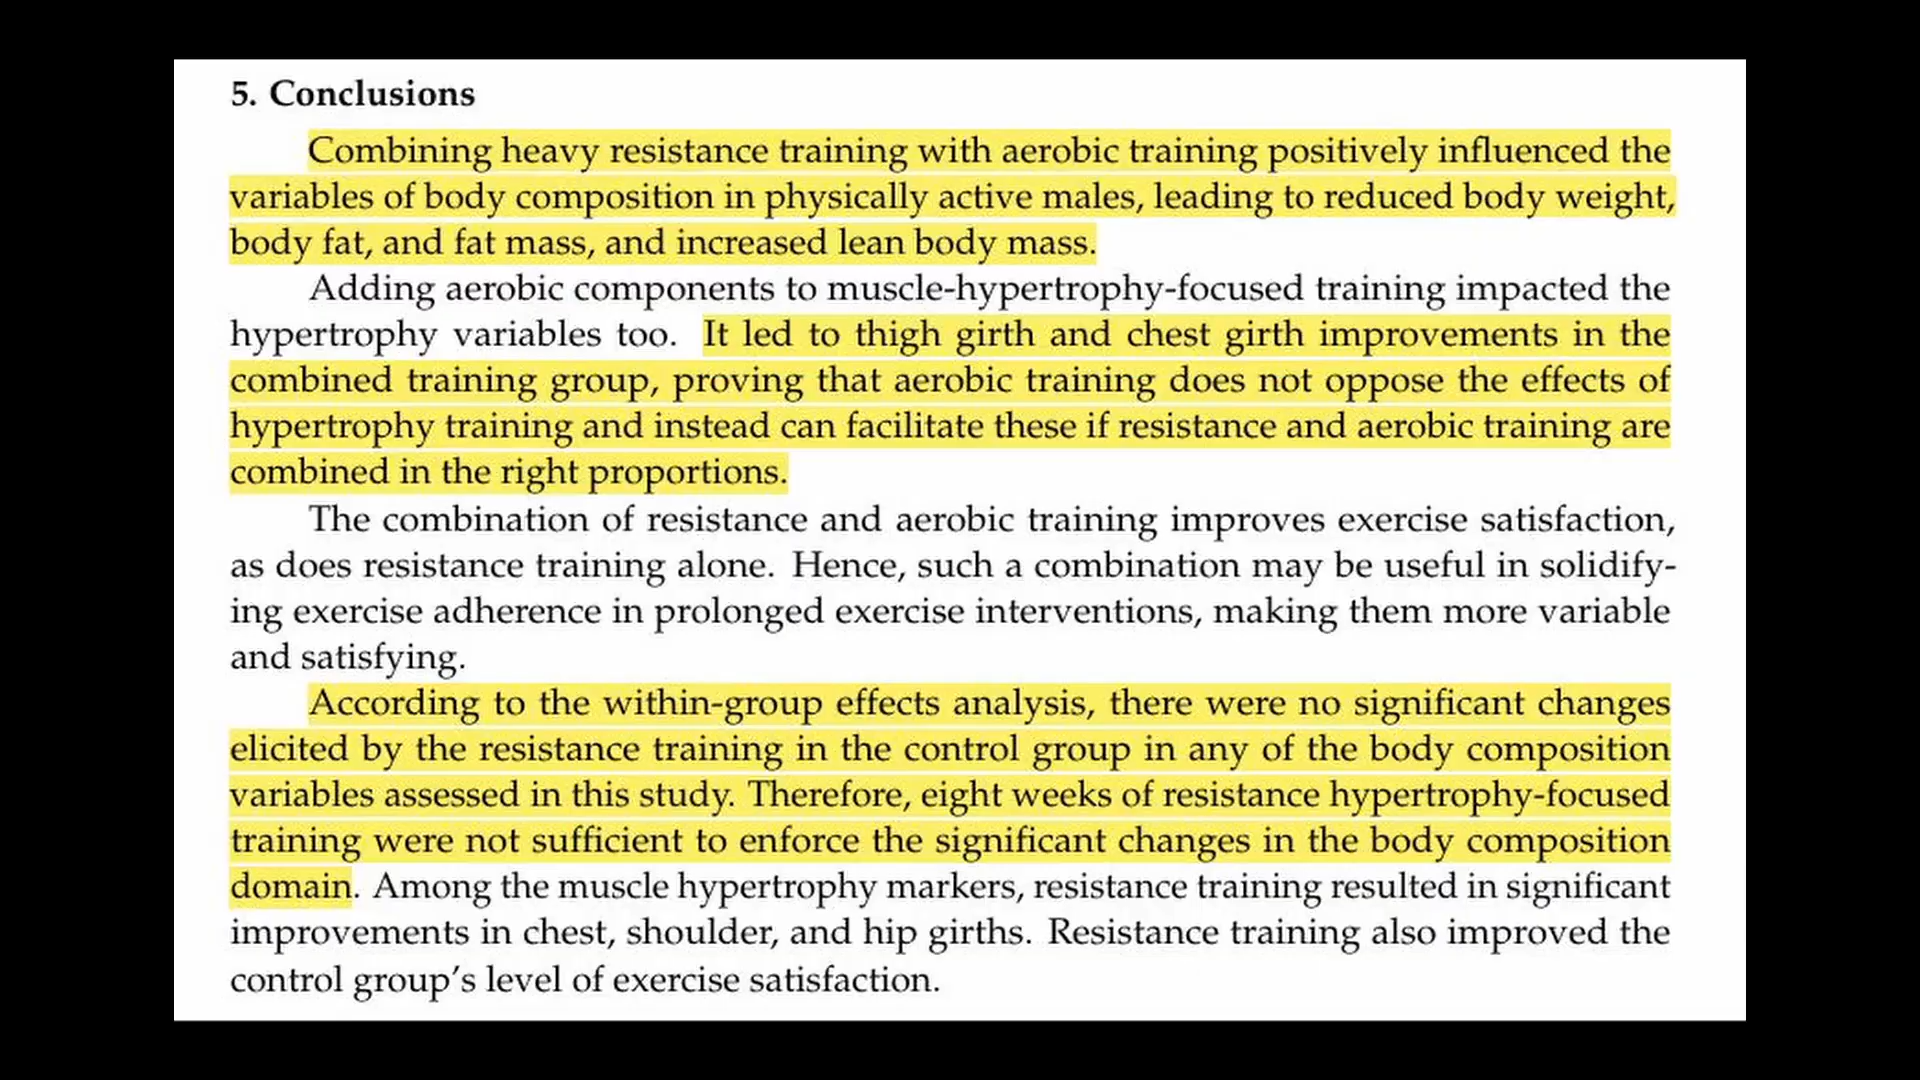 5. Conclusions
Combining heavy resistance training with aerobic training positively influenced the
variables of body composition in physically active males, leading to reduced body weight,
body fat, and fat mass, and increased lean body mass.
Adding aerobic components to muscle-hypertrophy-focused training impacted the
hypertrophy variables too. It led to thigh girth and chest girth improvements in the
combined training group, proving that aerobic training does not oppose the effects of
hypertrophy training and instead can facilitate these if resistance and aerobic training are
combined in the right proportions.
The combination of resistance and aerobic training improves exercise satisfaction,
as does resistance training alone. Hence, such a combination may be useful in solidify-
ing exercise adherence in prolonged exercise interventions, making them more variable
and satisfying.
According to the within-group effects analysis, there were no significant changes
elicited by the resistance training in the control group in any of the body composition
variables assessed in this study. Therefore, eight weeks of resistance hypertrophy-focused
training were not sufficient to enforce the significant changes in the body composition
domain. Among the muscle hypertrophy markers, resistance training resulted in significant
improvements in chest, shoulder, and hip girths. Resistance training also improved the
control group's level of exercise satisfaction.